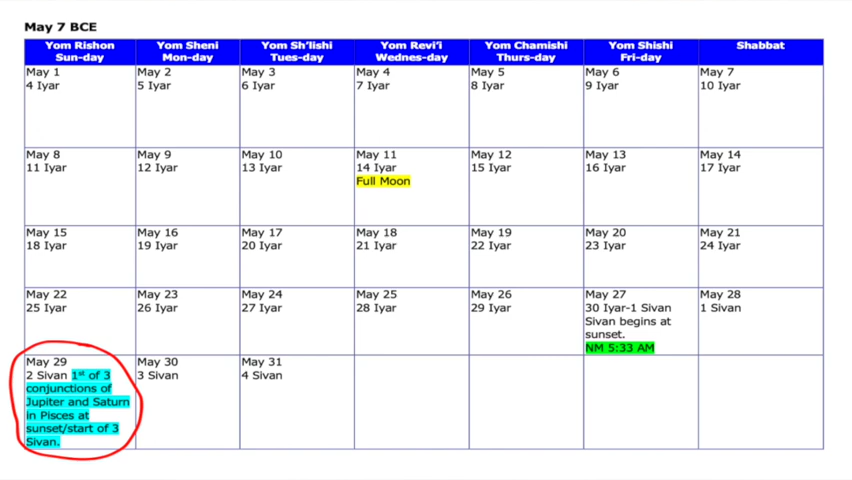 May 7 BCE
Yom Rishon Yom Sheni Yom Sh'lishi Yom Revi'i Yom Chamishi Yom Shishi Shabbat
Sun-day Mon-day Tues-day Wednes-day Thurs-day Fri-day
May 1 May 2 May 3 May 4 May 5 May 6 May 7
4 Iyar 5 Iyar 6 Iyar 7 Iyar 8 Iyar 9 Iyar 10 Iyar
May 8 May 9 May 10 May 11 May 12 May 13 May 14
11 Iyar 12 Iyar 13 Iyar 14 Iyar 15 Iyar 16 Iyar 17 Iyar
Full Moon
May 15 May 16 May 17 May 18 May 19 May 20 May 21
18 Iyar 19 Iyar 20 Iyar 21 Iyar 22 Iyar 23 Iyar 24 Iyar
May 22 May 23 May 24 May 25 May 26 May 27 May 28
25 Iyar 26 Iyar 27 Iyar 28 Iyar 29 Iyar 30 Iyar-1 Sivan 1 Sivan
Sivan begins at
sunset.
NM 5:33 AM
May 29 May 30 May 31
2 Sivan 1st of 3 3 Sivan 4 Sivan
conjunctions of
Jupiter and Saturn
in Pisces at
sunset/start of 3
Sivan.